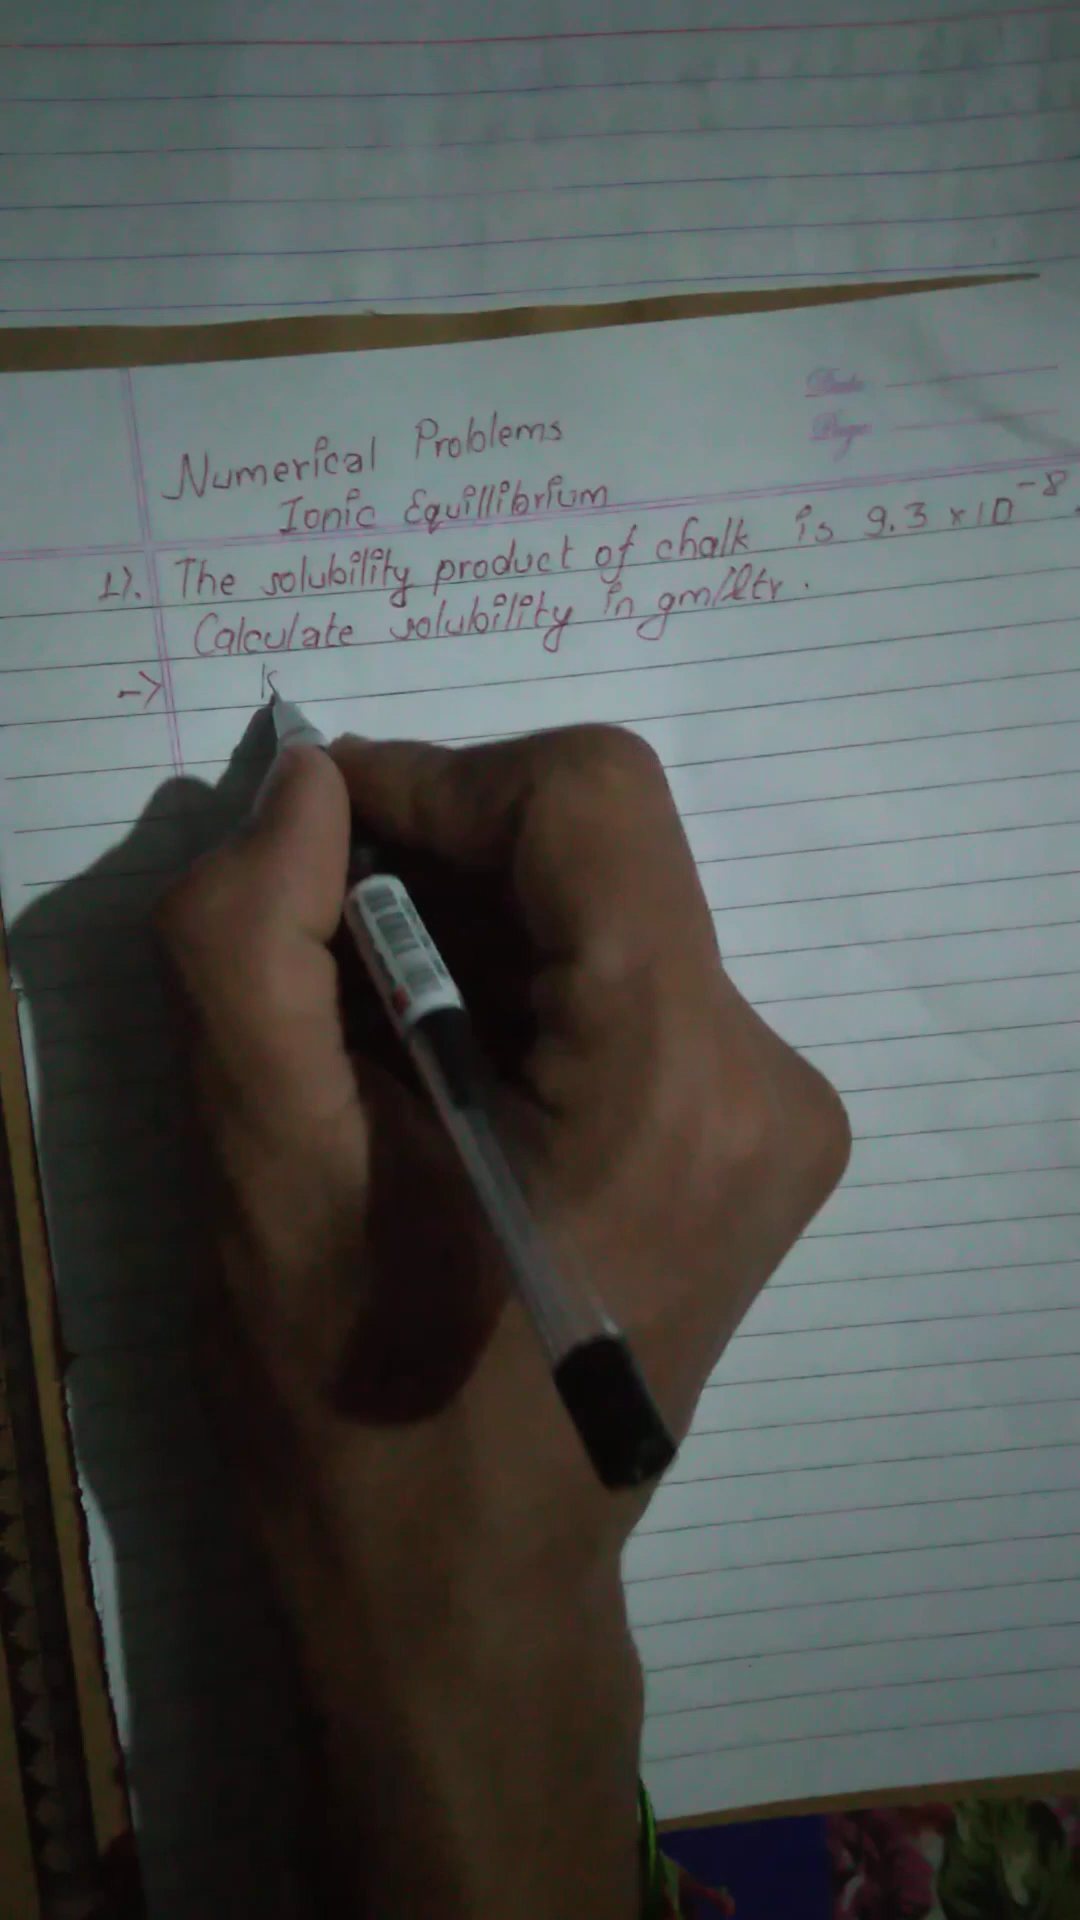 Date
Page
Numerical Problems
Ionic Equillibrium
1). The solubility product of chalk is 9.3 × 10⁻⁸.
Calculate solubility in gm/ltr.
->